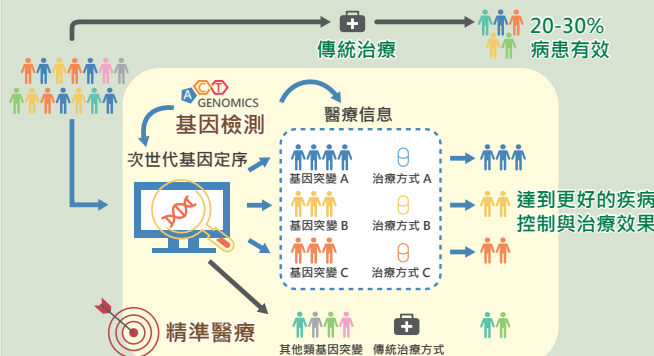 傳統治療
20-30%
病患有效
ACT
GENOMICS
基因檢測
醫療信息
次世代基因定序
基因突變 A
治療方式 A
基因突變 B
治療方式 B
基因突變 C
治療方式 C
達到更好的疾病
控制與治療效果
精準醫療
其他類基因突變
傳統治療方式